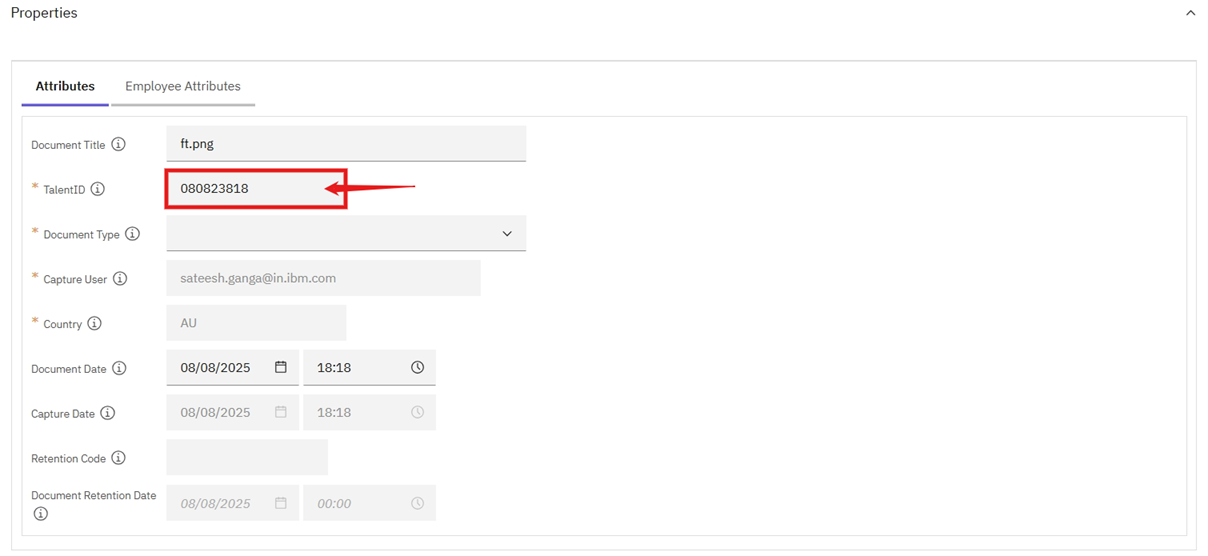 Properties
Attributes Employee Attributes
Document Title ft.png
* TalentID 080823818
* Document Type
* Capture User sateesh.ganga@in.ibm.com
* Country AU
Document Date 08/08/2025 18:18
Capture Date 08/08/2025 18:18
Retention Code
Document Retention Date 08/08/2025 00:00